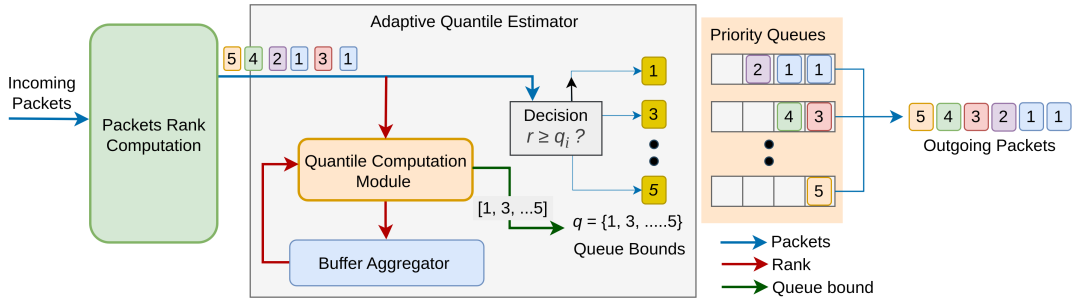 Adaptive Quantile Estimator
Incoming
Packets
Packets Rank
Computation
5 4 2 1 3 1
Decision
r ≥ qi ?
1
3
5
Quantile Computation
Module
[1, 3, ...5]
q = {1, 3, .....5}
Queue Bounds
Buffer Aggregator
Priority Queues
2 1 1
4 3
5
5 4 3 2 1 1
Outgoing Packets
Packets
Rank
Queue bound